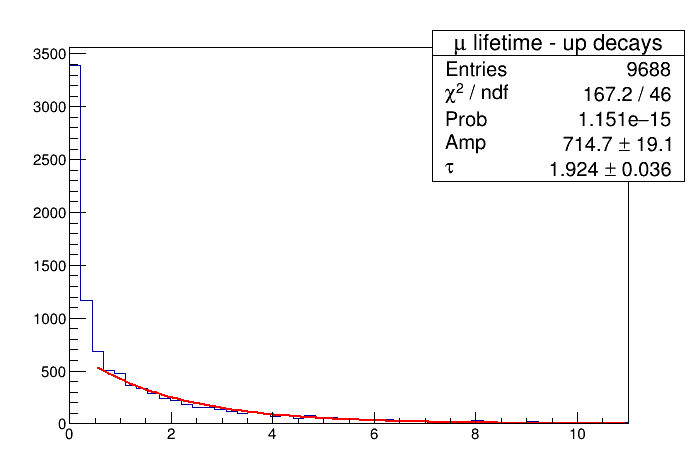 μ lifetime - up decays
Entries 9688
χ² / ndf 167.2 / 46
Prob 1.151e–15
Amp 714.7 ± 19.1
τ 1.924 ± 0.036
3500
3000
2500
2000
1500
1000
500
0
0 2 4 6 8 10